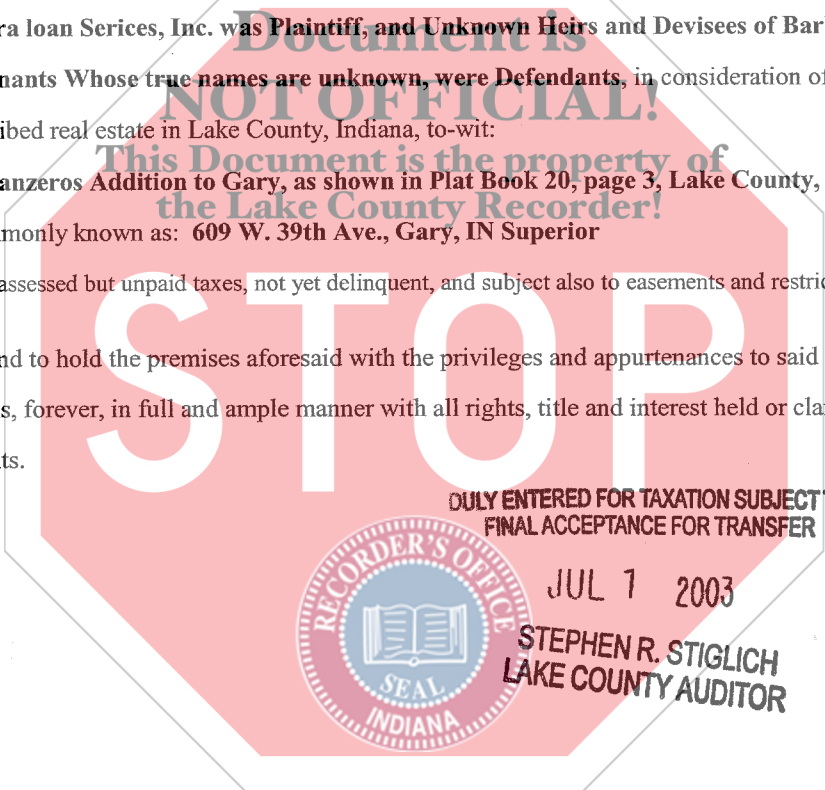 ra loan Serices, Inc. was Plaintiff, and Unknown Heirs and Devisees of Bar
Document is
nants Whose true names are unknown, were Defendants, in consideration of
NOT OFFICIAL!
ibed real estate in Lake County, Indiana, to-wit:
This Document is the property of
anzeros Addition to Gary, as shown in Plat Book 20, page 3, Lake County,
the Lake County Recorder!
monly known as: 609 W. 39th Ave., Gary, IN Superior
assessed but unpaid taxes, not yet delinquent, and subject also to easements and restric
nd to hold the premises aforesaid with the privileges and appurtenances to said
s, forever, in full and ample manner with all rights, title and interest held or clai
ts.
STOP
DULY ENTERED FOR TAXATION SUBJECT
FINAL ACCEPTANCE FOR TRANSFER
JUL 1 2003
STEPHEN R. STIGLICH
LAKE COUNTY AUDITOR
RECORDER'S OFFICE
SEAL
INDIANA